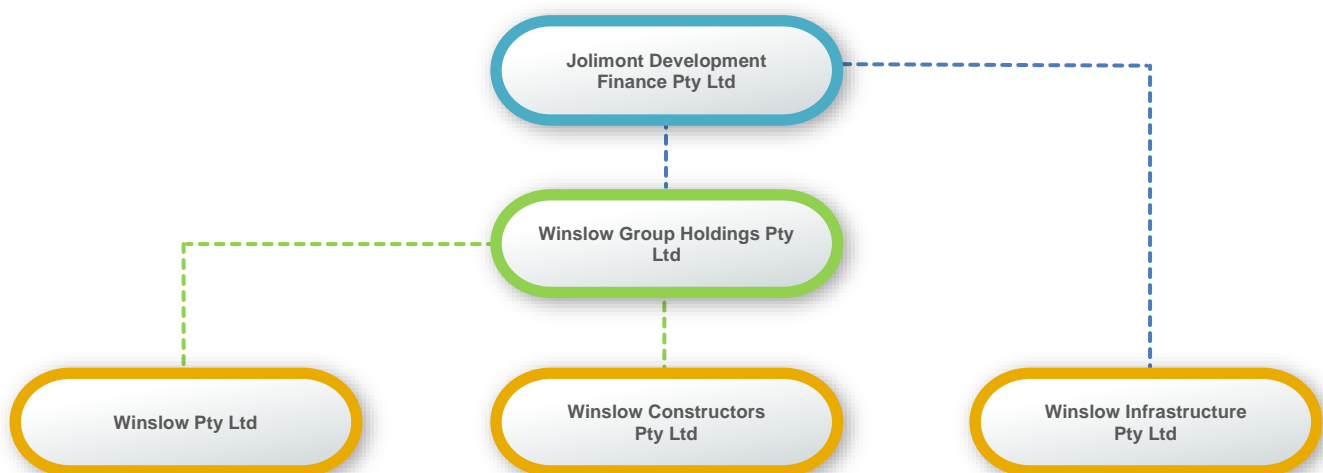 Jolimont Development
Finance Pty Ltd
Winslow Group Holdings Pty
Ltd
Winslow Pty Ltd
Winslow Constructors
Pty Ltd
Winslow Infrastructure
Pty Ltd